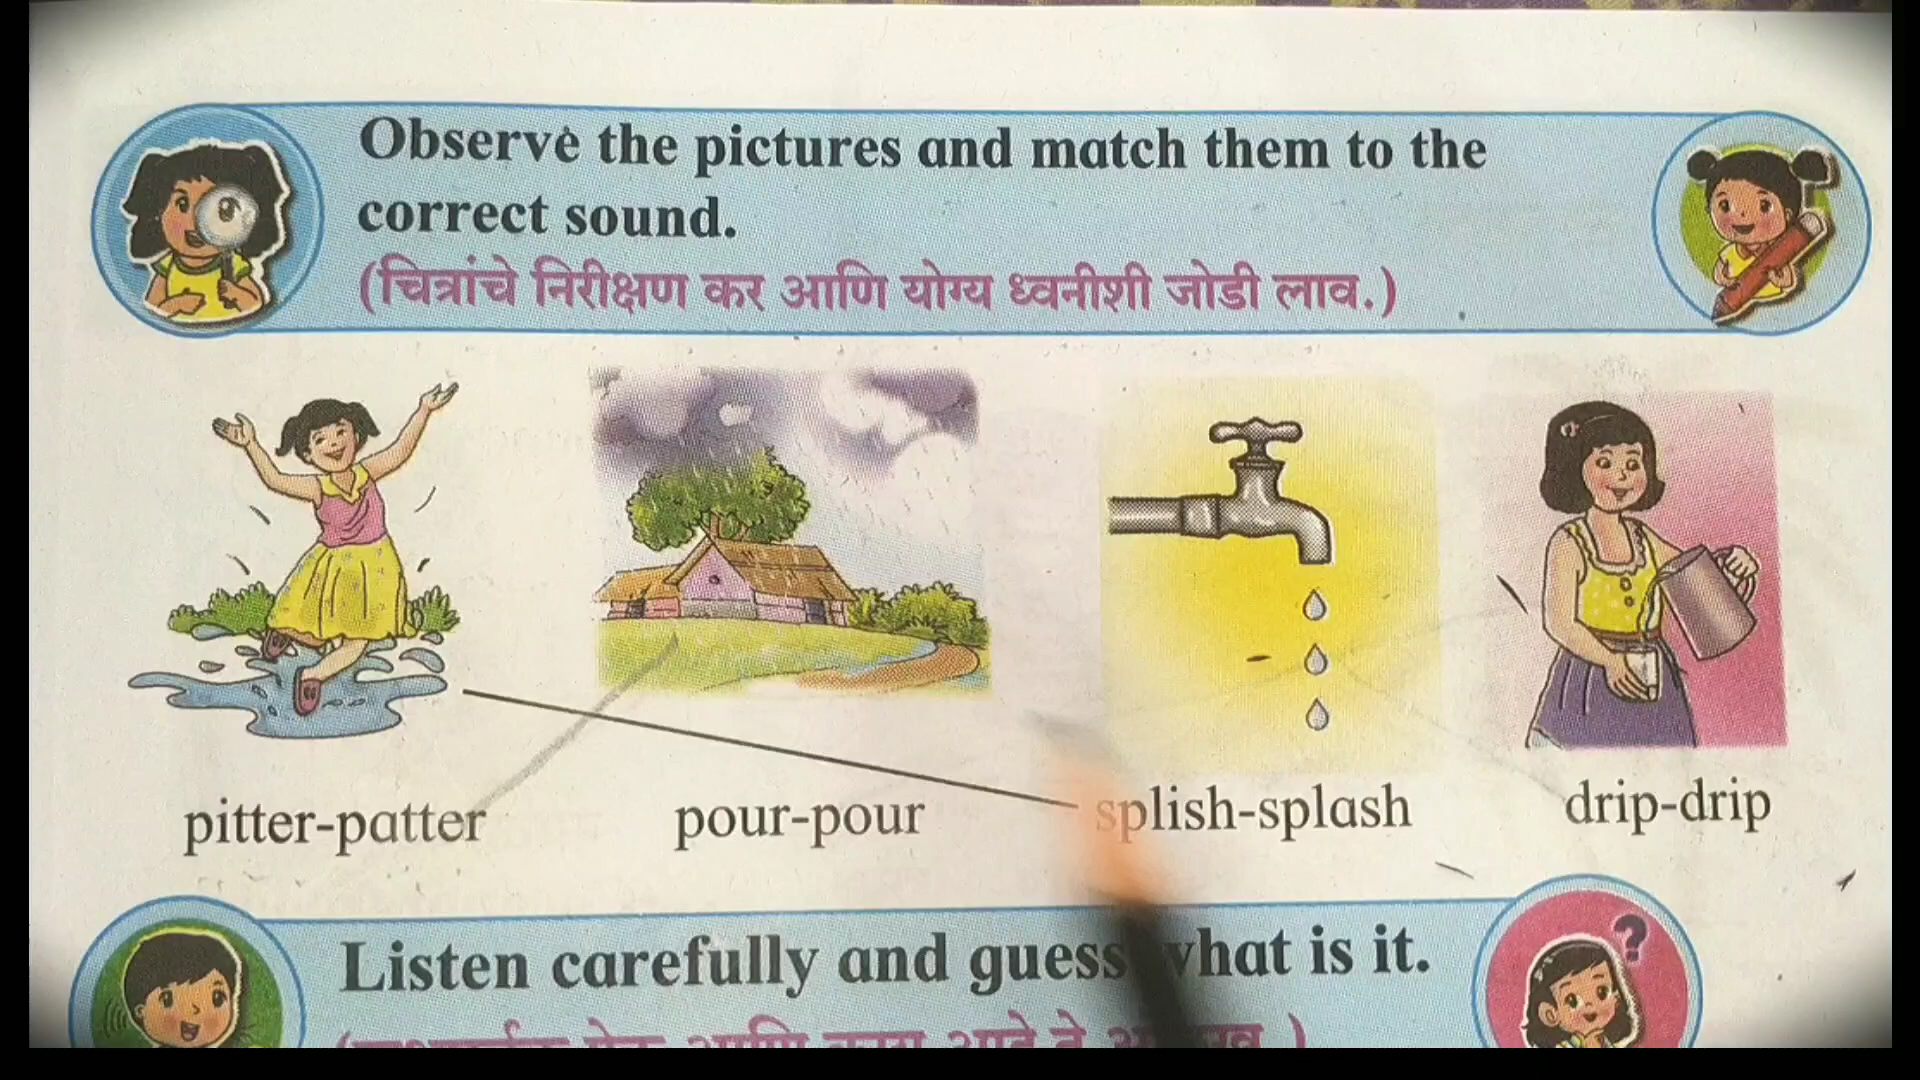 Observe the pictures and match them to the
correct sound.
(चित्रांचे निरीक्षण कर आणि योग्य ध्वनीशी जोडी लाव.)
pitter-patter pour-pour splish-splash drip-drip
Listen carefully and guess what is it.
?